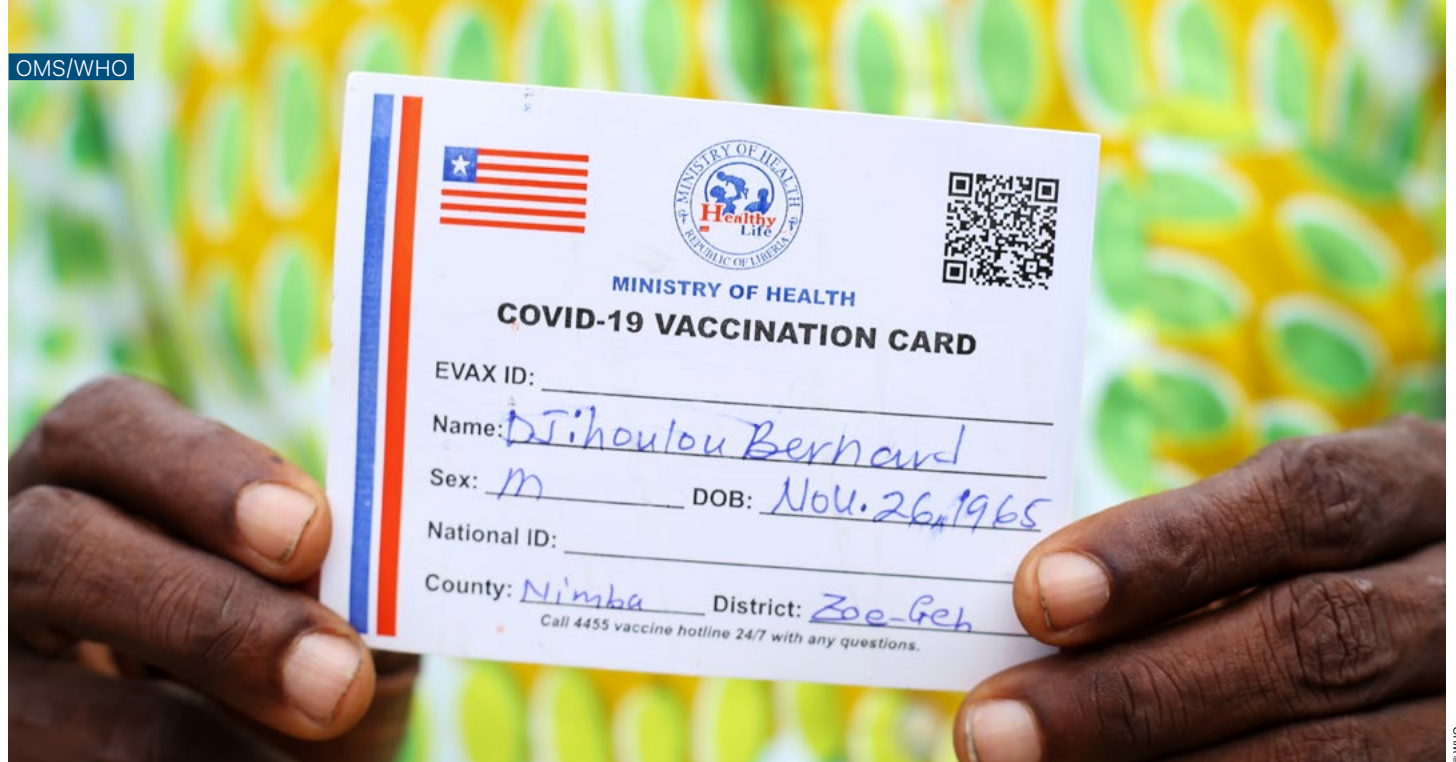 OMS/WHO
MINISTRY OF HEALTH
REPUBLIC OF LIBERIA
Healthy
Life
MINISTRY OF HEALTH
COVID-19 VACCINATION CARD
EVAX ID:
Name: DJihoulou Bernard
Sex: M DOB: Nov. 26, 1965
National ID:
County: Nimba District: Zoe-Geh
Call 4455 vaccine hotline 24/7 with any questions.